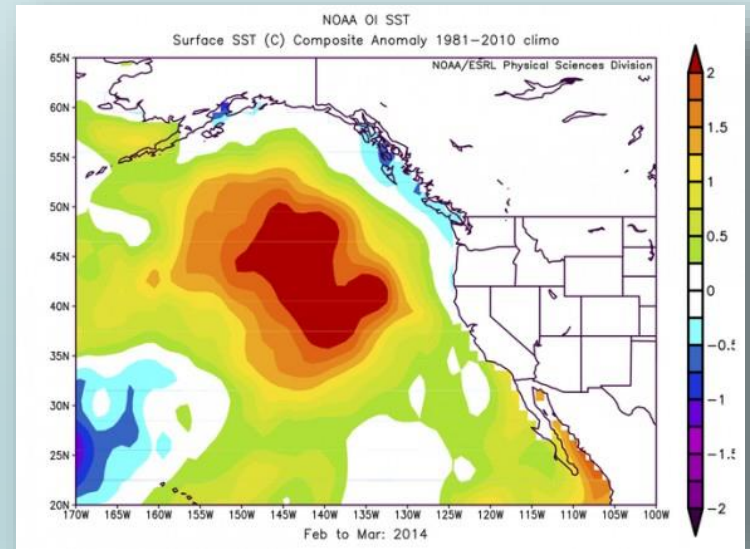 NOAA OI SST
Surface SST (C) Composite Anomaly 1981-2010 climo
NOAA/ESRL Physical Sciences Division
65N
60N
55N
50N
45N
40N
35N
30N
25N
20N
170W 165W 160W 155W 150W 145W 140W 135W 130W 125W 120W 115W 110W 105W 100W
Feb to Mar: 2014
2
1.5
1
0.5
0
-0.5
-1
-1.5
-2